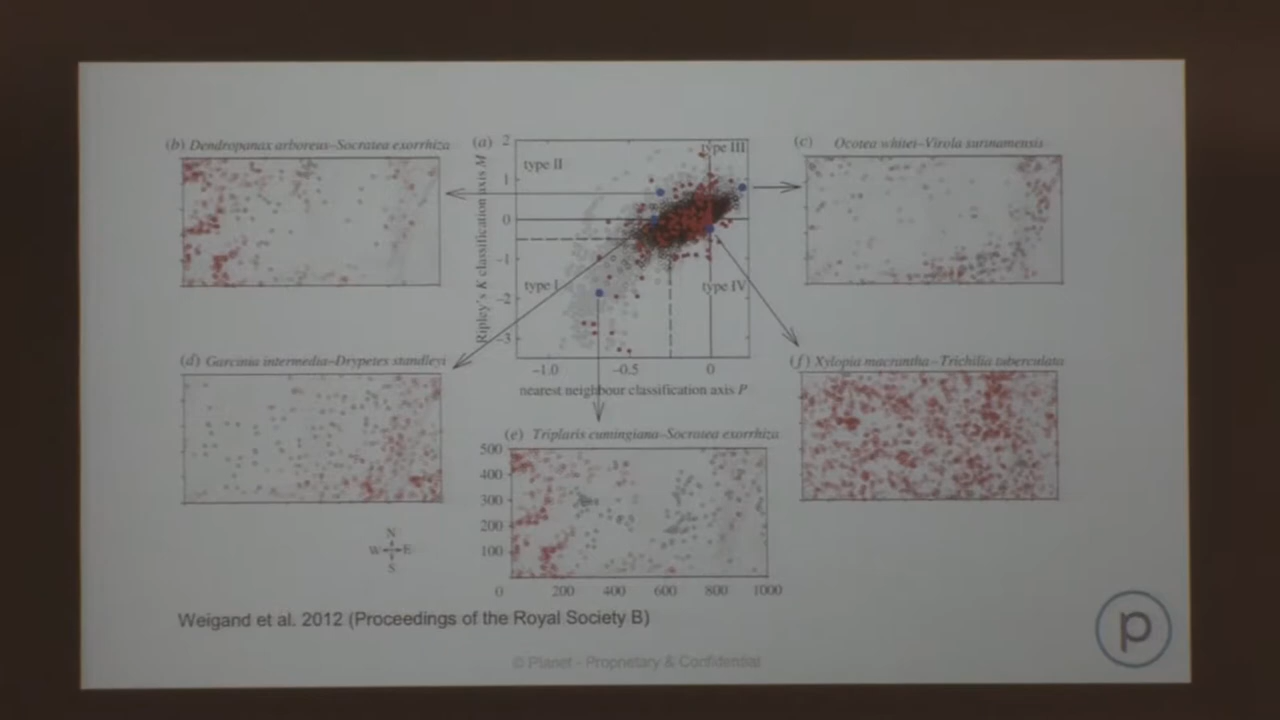 (b) Dendropanax arboreus–Socratea exorrhiza
(a)
(c) Ocotea whitei–Virola surinamensis
2
1
0
–1
–2
–3
Ripley's K classification axis M
type II
type III
type I
type IV
–1.0 –0.5 0
nearest neighbour classification axis P
(d) Garcinia intermedia–Drypetes standleyi
(f) Xylopia macrantha–Trichilia tuberculata
(e) Triplaris cumingiana–Socratea exorrhiza
500
400
300
200
100
0 200 400 600 800 1000
N
W E
S
Weigand et al. 2012 (Proceedings of the Royal Society B)
© Planet - Proprietary & Confidential
p